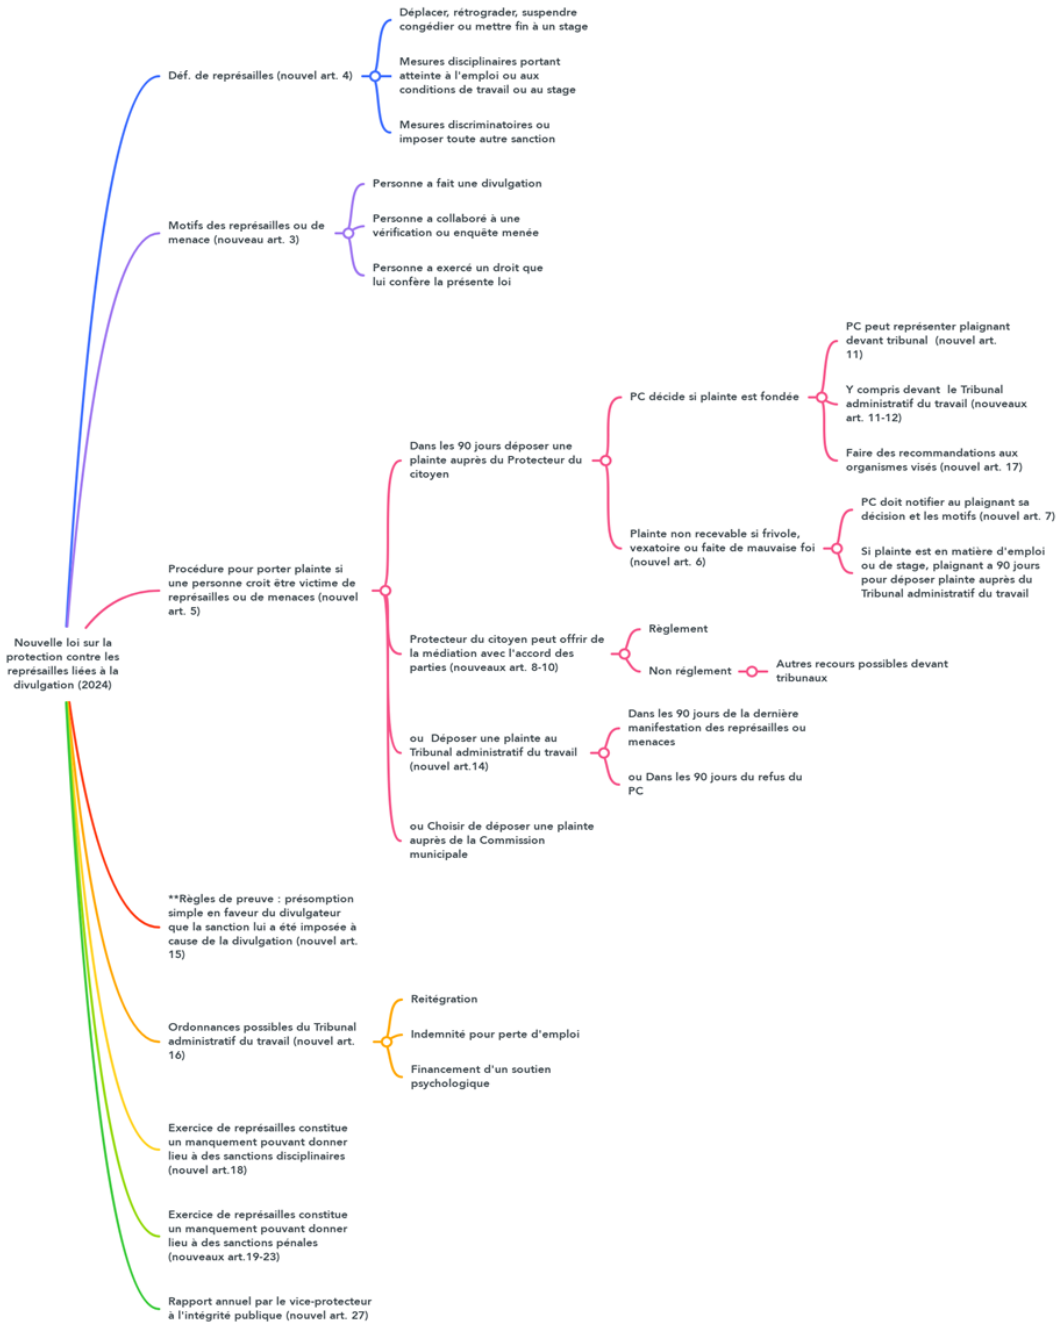 Nouvelle loi sur la
protection contre les
représailles liées à la
divulgation (2024)
Déf. de représailles (nouvel art. 4)
Déplacer, rétrograder, suspendre
congédier ou mettre fin à un stage
Mesures disciplinaires portant
atteinte à l'emploi ou aux
conditions de travail ou au stage
Mesures discriminatoires ou
imposer toute autre sanction
Motifs des représailles ou de
menace (nouveau art. 3)
Personne a fait une divulgation
Personne a collaboré à une
vérification ou enquête menée
Personne a exercé un droit que
lui confère la présente loi
Procédure pour porter plainte si
une personne croit être victime de
représailles ou de menaces (nouvel
art. 5)
Dans les 90 jours déposer une
plainte auprès du Protecteur du
citoyen
PC décide si plainte est fondée
PC peut représenter plaignant
devant tribunal  (nouvel art.
11)
Y compris devant  le Tribunal
administratif du travail (nouveaux
art. 11-12)
Faire des recommandations aux
organismes visés (nouvel art. 17)
Plainte non recevable si frivole,
vexatoire ou faite de mauvaise foi
(nouvel art. 6)
PC doit notifier au plaignant sa
décision et les motifs (nouvel art. 7)
Si plainte est en matière d'emploi
ou de stage, plaignant a 90 jours
pour déposer plainte auprès du
Tribunal administratif du travail
Protecteur du citoyen peut offrir de
la médiation avec l'accord des
parties (nouveaux art. 8-10)
Règlement
Non réglement
Autres recours possibles devant
tribunaux
ou  Déposer une plainte au
Tribunal administratif du travail
(nouvel art.14)
Dans les 90 jours de la dernière
manifestation des représailles ou
menaces
ou Dans les 90 jours du refus du
PC
ou Choisir de déposer une plainte
auprès de la Commission
municipale
**Règles de preuve : présomption
simple en faveur du divulgateur
que la sanction lui a été imposée à
cause de la divulgation (nouvel art.
15)
Ordonnances possibles du Tribunal
administratif du travail (nouvel art.
16)
Reitégration
Indemnité pour perte d'emploi
Financement d'un soutien
psychologique
Exercice de représailles constitue
un manquement pouvant donner
lieu à des sanctions disciplinaires
(nouvel art.18)
Exercice de représailles constitue
un manquement pouvant donner
lieu à des sanctions pénales
(nouveaux art.19-23)
Rapport annuel par le vice-protecteur
à l'intégrité publique (nouvel art. 27)